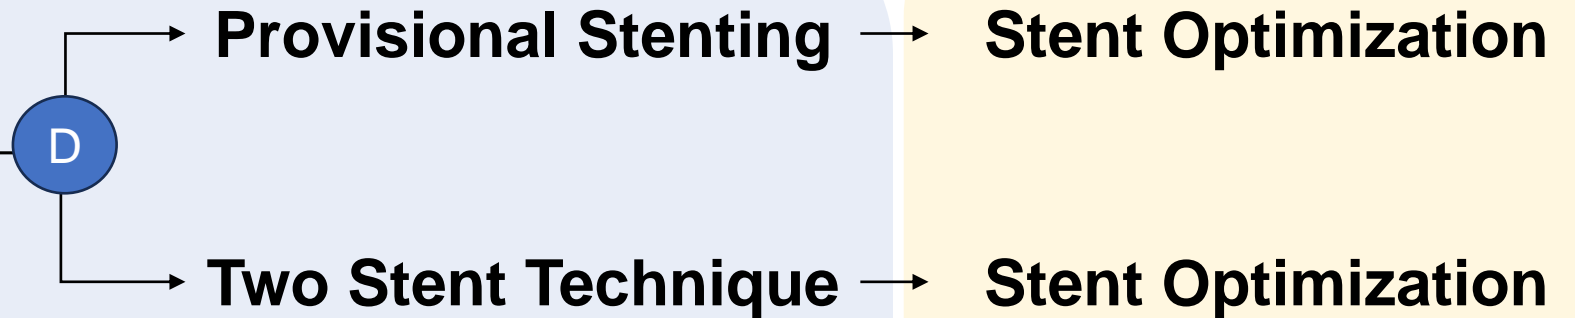 Provisional Stenting
Stent Optimization
D
Two Stent Technique
Stent Optimization